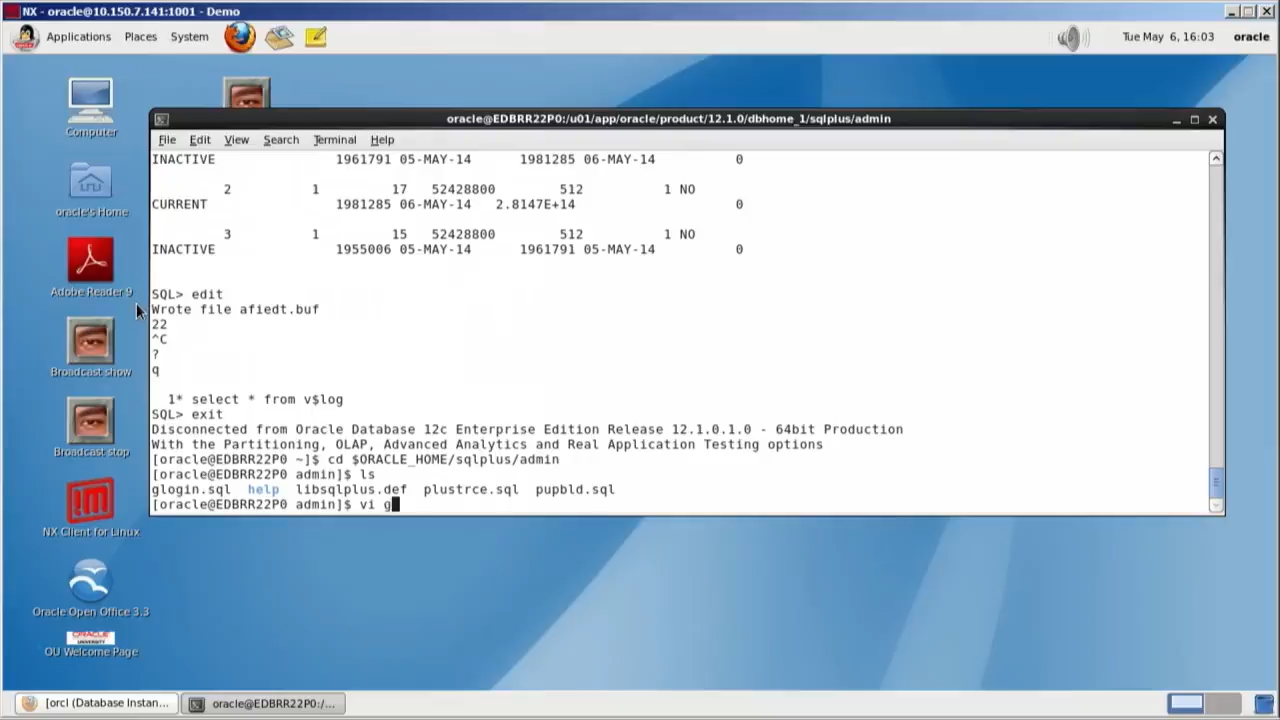 NX - oracle@10.150.7.141:1001 - Demo
Applications Places System Tue May 6, 16:03 oracle
Computer
oracle's Home
Adobe Reader 9
Broadcast show
Broadcast stop
NX Client for Linux
Oracle Open Office 3.3
ORACLE
UNIVERSITY
OU Welcome Page
oracle@EDBRR22P0:/u01/app/oracle/product/12.1.0/dbhome_1/sqlplus/admin
File Edit View Search Terminal Help
INACTIVE 1961791 05-MAY-14 1981285 06-MAY-14 0
2 1 17 52428800 512 1 NO
CURRENT 1981285 06-MAY-14 2.8147E+14 0
3 1 15 52428800 512 1 NO
INACTIVE 1955006 05-MAY-14 1961791 05-MAY-14 0
SQL> edit
Wrote file afiedt.buf
22
^C
?
q
1* select * from v$log
SQL> exit
Disconnected from Oracle Database 12c Enterprise Edition Release 12.1.0.1.0 - 64bit Production
With the Partitioning, OLAP, Advanced Analytics and Real Application Testing options
[oracle@EDBRR22P0 ~]$ cd $ORACLE_HOME/sqlplus/admin
[oracle@EDBRR22P0 admin]$ ls
glogin.sql help libsqlplus.def plustrce.sql pupbld.sql
[oracle@EDBRR22P0 admin]$ vi g
[orcl (Database Instan... oracle@EDBRR22P0:/...